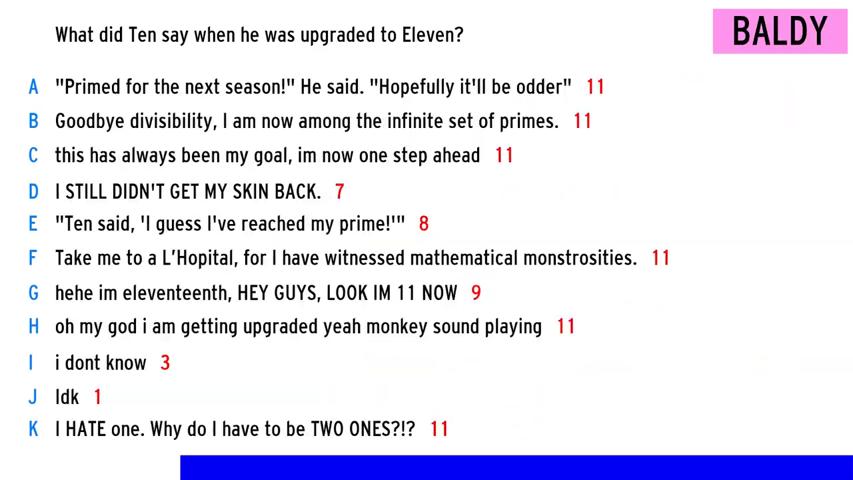 What did Ten say when he was upgraded to Eleven?
BALDY
A "Primed for the next season!" He said. "Hopefully it'll be odder" 11
B Goodbye divisibility, I am now among the infinite set of primes. 11
C this has always been my goal, im now one step ahead 11
D I STILL DIDN'T GET MY SKIN BACK. 7
E "Ten said, 'I guess I've reached my prime!'" 8
F Take me to a L’Hopital, for I have witnessed mathematical monstrosities. 11
G hehe im eleventeenth, HEY GUYS, LOOK IM 11 NOW 9
H oh my god i am getting upgraded yeah monkey sound playing 11
I i dont know 3
J Idk 1
K I HATE one. Why do I have to be TWO ONES?!? 11